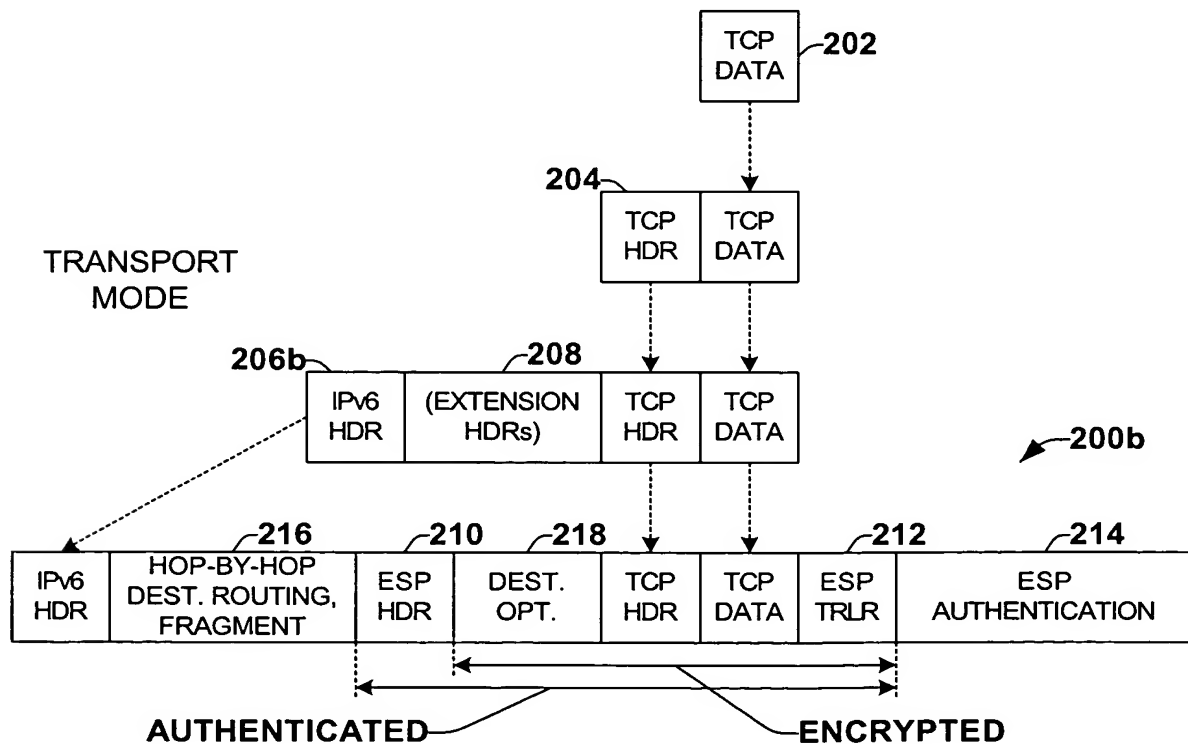 TCP
DATA
202
204
TCP
HDR
TCP
DATA
TRANSPORT
MODE
206b
208
IPv6
HDR
(EXTENSION
HDRs)
TCP
HDR
TCP
DATA
200b
216
210
218
212
214
IPv6
HDR
HOP-BY-HOP
DEST. ROUTING,
FRAGMENT
ESP
HDR
DEST.
OPT.
TCP
HDR
TCP
DATA
ESP
TRLR
ESP
AUTHENTICATION
AUTHENTICATED
ENCRYPTED